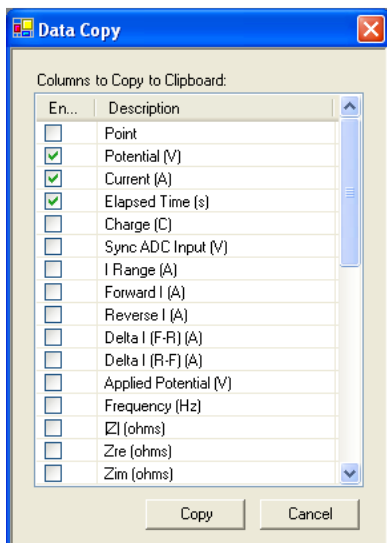 Data Copy
Columns to Copy to Clipboard:
En... Description
Point
Potential (V)
Current (A)
Elapsed Time (s)
Charge (C)
Sync ADC Input (V)
I Range (A)
Forward I (A)
Reverse I (A)
Delta I (F-R) (A)
Delta I (R-F) (A)
Applied Potential (V)
Frequency (Hz)
|Z| (ohms)
Zre (ohms)
Zim (ohms)
Copy Cancel